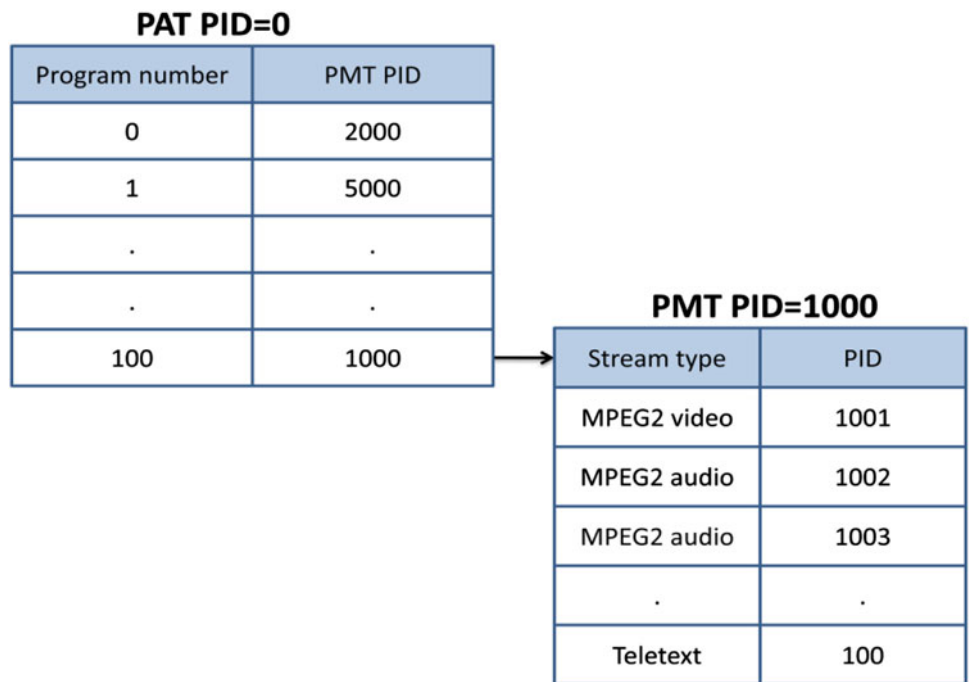 PAT PID=0
Program number PMT PID
0 2000
1 5000
. .
. .
100 1000
PMT PID=1000
Stream type PID
MPEG2 video 1001
MPEG2 audio 1002
MPEG2 audio 1003
. .
Teletext 100